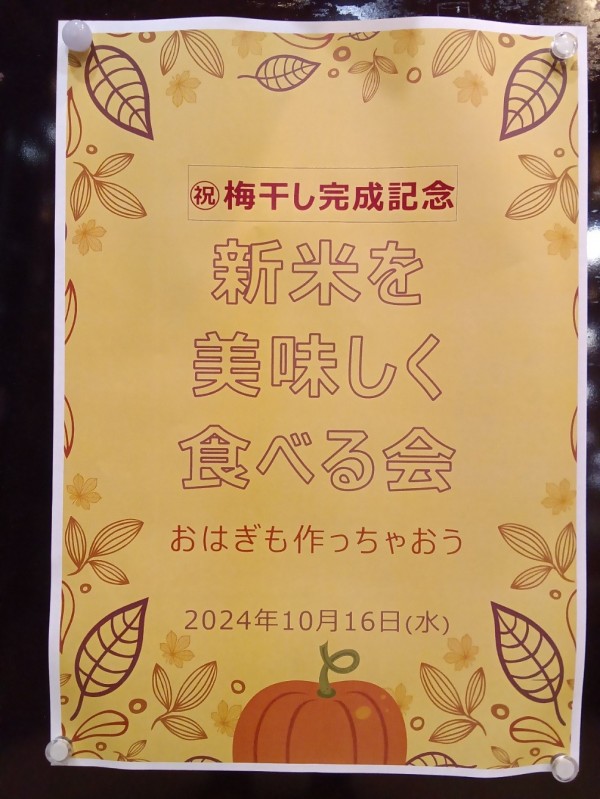 ㊗梅干し完成記念
新米を
美味しく
食べる会
おはぎも作っちゃおう
2024年10月16日(水)